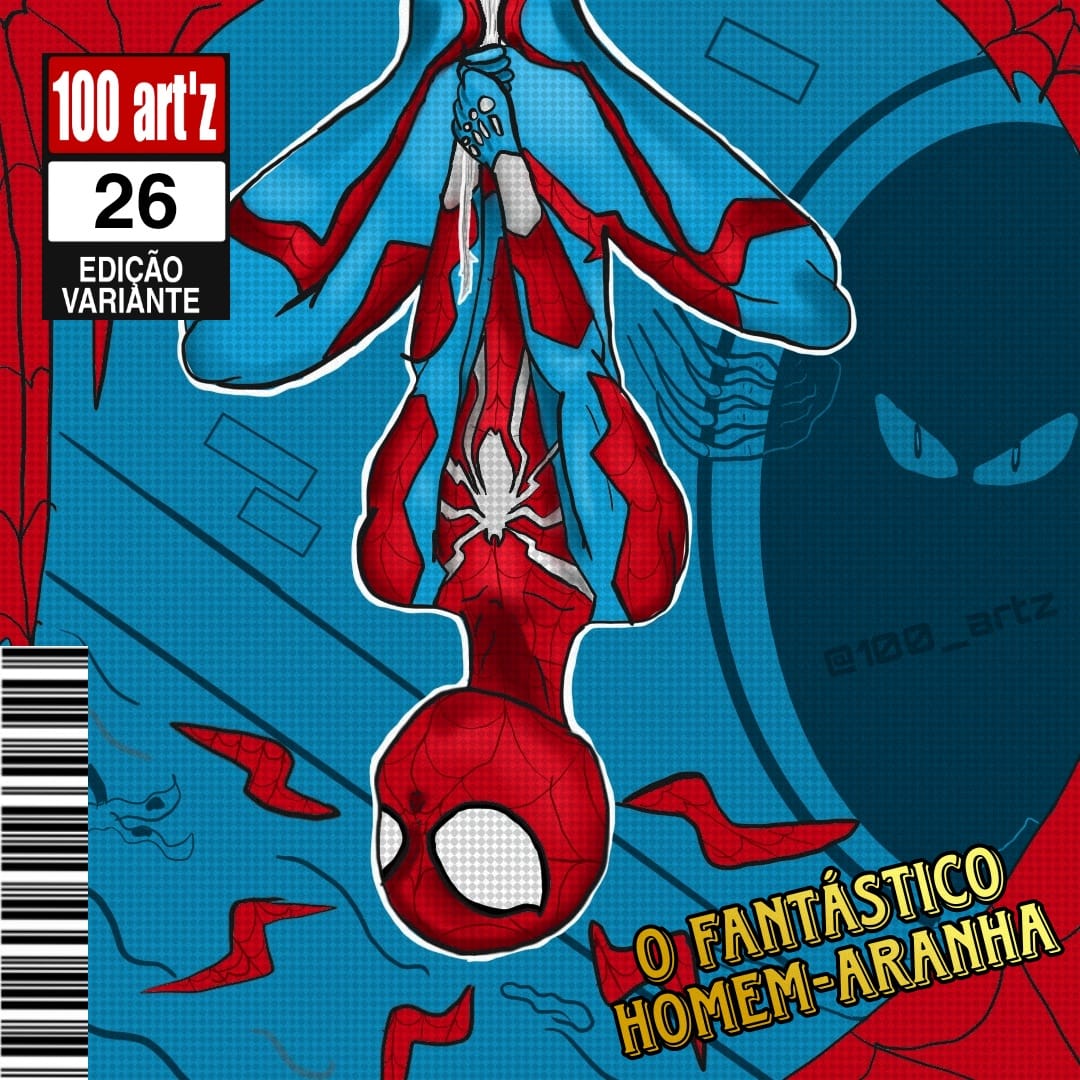 100 art'z
26
EDIÇÃO
VARIANTE
@100_artz
O FANTÁSTICO
HOMEM-ARANHA